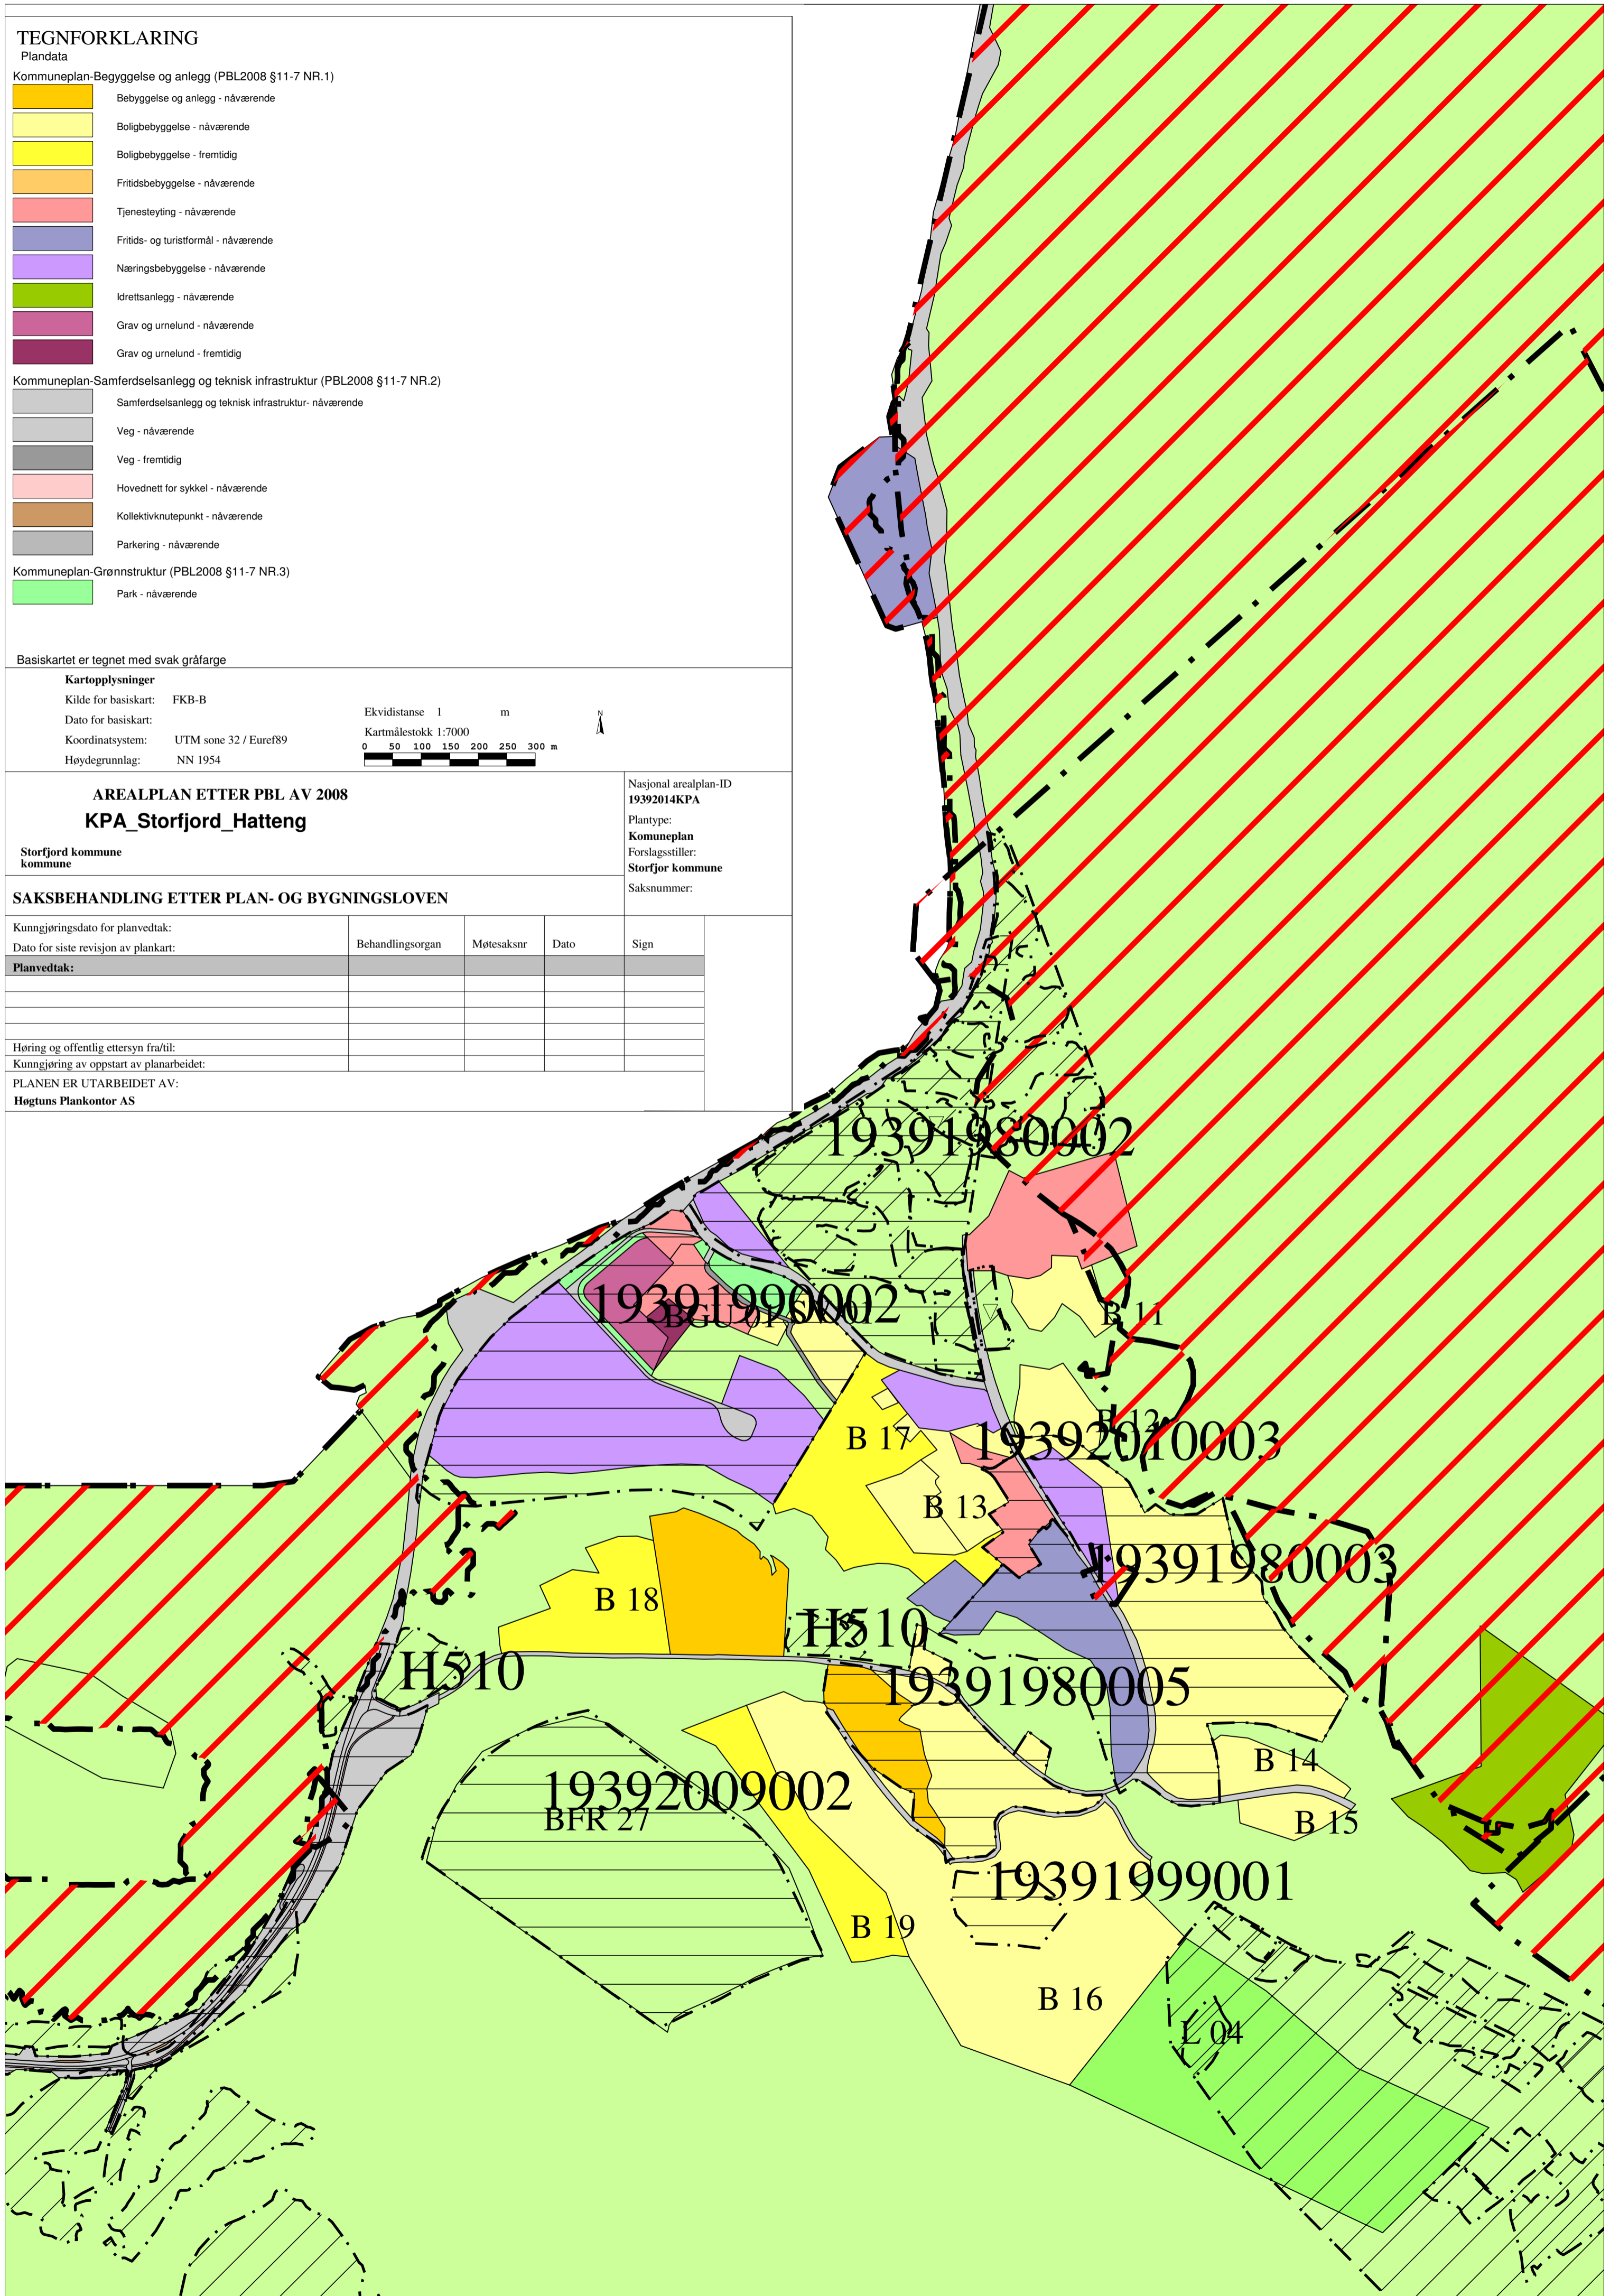 TEGNFORKLARING
Plandata
Kommuneplan-Begyggelse og anlegg (PBL2008 §11-7 NR.1)
Bebyggelse og anlegg - nåværende
Boligbebyggelse - nåværende
Boligbebyggelse - fremtidig
Fritidsbebyggelse - nåværende
Tjenesteyting - nåværende
Fritids- og turistformål - nåværende
Næringsbebyggelse - nåværende
Idrettsanlegg - nåværende
Grav og urnelund - nåværende
Grav og urnelund - fremtidig
Kommuneplan-Samferdselsanlegg og teknisk infrastruktur (PBL2008 §11-7 NR.2)
Samferdselsanlegg og teknisk infrastruktur- nåværende
Veg - nåværende
Veg - fremtidig
Hovednett for sykkel - nåværende
Kollektivknutepunkt - nåværende
Parkering - nåværende
Kommuneplan-Grønnstruktur (PBL2008 §11-7 NR.3)
Park - nåværende
Basiskartet er tegnet med svak gråfarge
Kartopplysninger
Kilde for basiskart: FKB-B
Dato for basiskart:
Koordinatsystem: UTM sone 32 / Euref89
Høydegrunnlag: NN 1954
Ekvidistanse 1 m
Kartmålestokk 1:7000
0 50 100 150 200 250 300 m
N
AREALPLAN ETTER PBL AV 2008
KPA_Storfjord_Hatteng
Storfjord kommune
kommune
Nasjonal arealplan-ID
19392014KPA
Plantype:
Komuneplan
Forslagsstiller:
Storfjor kommune
Saksnummer:
SAKSBEHANDLING ETTER PLAN- OG BYGNINGSLOVEN
Kunngjøringsdato for planvedtak:
Dato for siste revisjon av plankart:
Behandlingsorgan Møtesaksnr Dato Sign
Planvedtak:
Høring og offentlig ettersyn fra/til:
Kunngjøring av oppstart av planarbeidet:
PLANEN ER UTARBEIDET AV:
Høgtuns Plankontor AS
19391980002
19391990002
BGU 01
B 11
B 12
19392010003
B 17
B 13
19391980003
B 18
H510
H510
19391980005
B 14
19392009002
BFR 27
B 15
19391999001
B 19
B 16
L 04